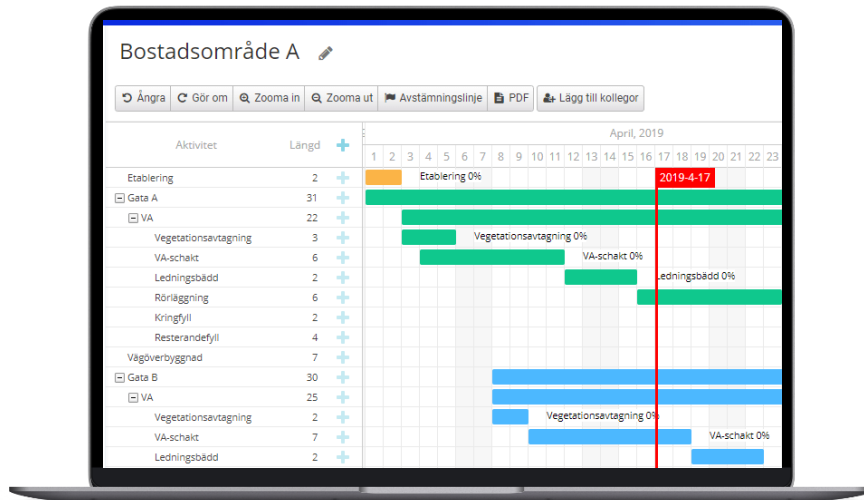 Bostadsområde A
Ångra Gör om Zooma in Zooma ut Avstämningslinje PDF Lägg till kollegor
Aktivitet Längd April, 2019
1 2 3 4 5 6 7 8 9 10 11 12 13 14 15 16 17 18 19 20 21 22 23
Etablering 2 Etablering 0% 2019-4-17
Gata A 31
VA 22
Vegetationsavtagning 3 Vegetationsavtagning 0%
VA-schakt 6 VA-schakt 0%
Ledningsbädd 2 Ledningsbädd 0%
Rörläggning 6
Kringfyll 2
Resterandefyll 4
Vägöverbyggnad 7
Gata B 30
VA 25
Vegetationsavtagning 2 Vegetationsavtagning 0%
VA-schakt 7 VA-schakt 0%
Ledningsbädd 2